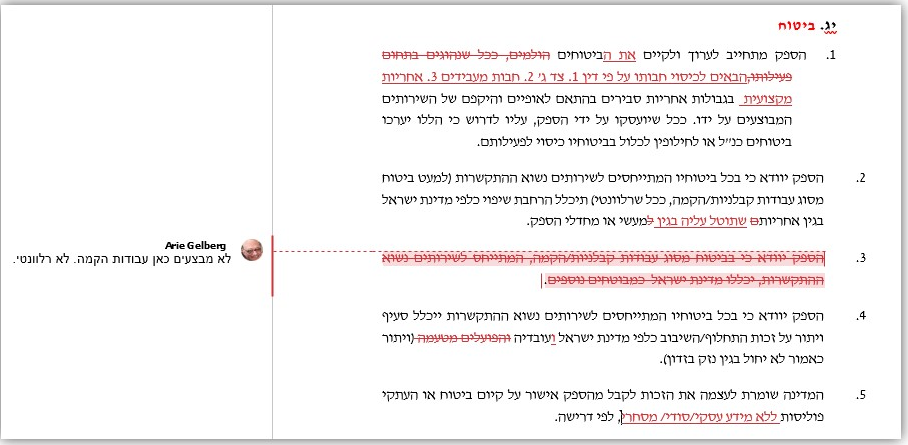 יג. ביטוח
1. הספק מתחייב לערוך ולקיים את הביטוחים הולמים, ככל שנהוגים בתחום
פעילותו,הבאים לכיסוי חבותו על פי דין 1. צד ג' 2. חבות מעבידים 3. אחריות
מקצועית בגבולות אחריות סבירים בהתאם לאופיים והיקפם של השירותים
המבוצעים על ידו. ככל שיועסקו על ידי הספק, עליו לדרוש כי הללו יערכו
ביטוחים כנ"ל או לחילופין לכלול בביטוחיו כיסוי לפעילותם.
2. הספק יוודא כי בכל ביטוחיו המתייחסים לשירותים נשוא ההתקשרות (למעט ביטוח
מסוג עבודות קבלניות/הקמה, ככל שרלוונטי) תיכלל הרחבת שיפוי כלפי מדינת ישראל
בגין אחריותם שתוטל עליה בגין למעשי או מחדלי הספק.
Arie Gelberg
לא מבצעים כאן עבודות הקמה. לא רלוונטי.
3. הספק יוודא כי בביטוח מסוג עבודות קבלניות/הקמה, המתייחס לשירותים נשוא
ההתקשרות, יכללו מדינת ישראל כמבוטחים נוספים.
4. הספק יוודא כי בכל ביטוחיו המתייחסים לשירותים נשוא ההתקשרות ייכלל סעיף
ויתור על זכות התחלוף/השיבוב כלפי מדינת ישראל ועובדיה והפועלים מטעמה (ויתור
כאמור לא יחול בגין נזק בזדון).
5. המדינה שומרת לעצמה את הזכות לקבל מהספק אישור על קיום ביטוח או העתקי
פוליסות ללא מידע עסקי/סודי/ מסחרי, לפי דרישה.